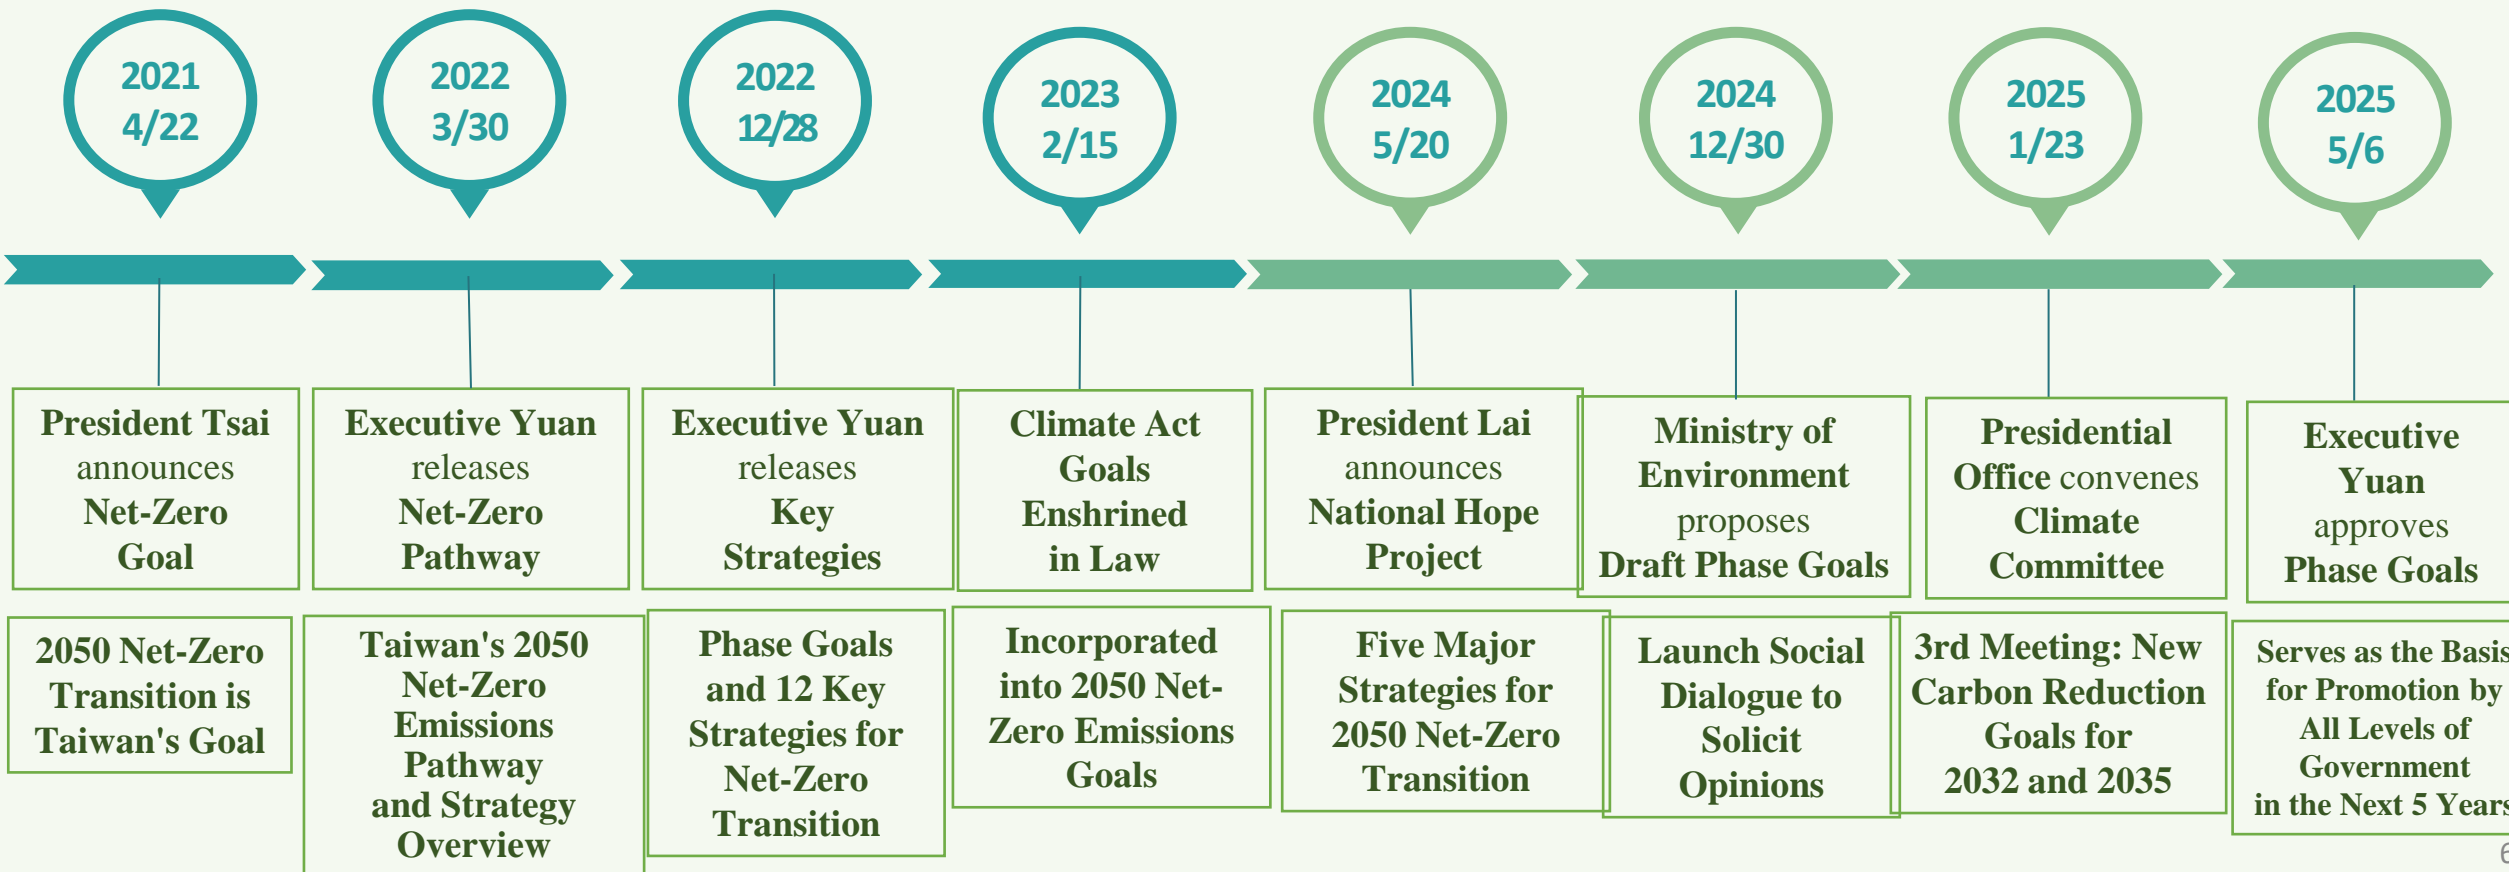 2021
4/22
2022
3/30
2022
12/28
2023
2/15
2024
5/20
2024
12/30
2025
1/23
2025
5/6
President Tsai
announces
Net-Zero
Goal
Executive Yuan
releases
Net-Zero
Pathway
Executive Yuan
releases
Key
Strategies
Climate Act
Goals
Enshrined
in Law
President Lai
announces
National Hope
Project
Ministry of
Environment
proposes
Draft Phase Goals
Presidential
Office convenes
Climate
Committee
Executive
Yuan
approves
Phase Goals
2050 Net-Zero
Transition is
Taiwan's Goal
Taiwan's 2050
Net-Zero
Emissions
Pathway
and Strategy
Overview
Phase Goals
and 12 Key
Strategies for
Net-Zero
Transition
Incorporated
into 2050 Net-
Zero Emissions
Goals
Five Major
Strategies for
2050 Net-Zero
Transition
Launch Social
Dialogue to
Solicit
Opinions
3rd Meeting: New
Carbon Reduction
Goals for
2032 and 2035
Serves as the Basis
for Promotion by
All Levels of
Government
in the Next 5 Years
6